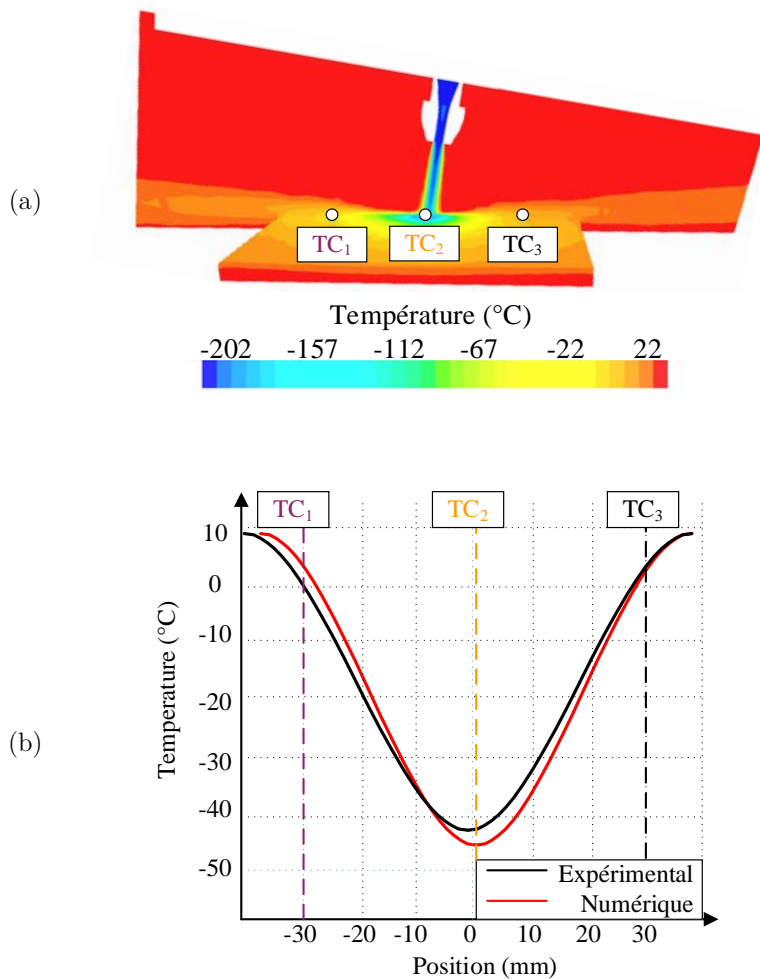 (a)
TC₁ TC₂ TC₃
Température (°C)
-202 -157 -112 -67 -22 22
(b)
TC₁ TC₂ TC₃
Temperature (°C)
10
0
-10
-20
-30
-40
-50
Expérimental
Numérique
-30 -20 -10 0 10 20 30
Position (mm)